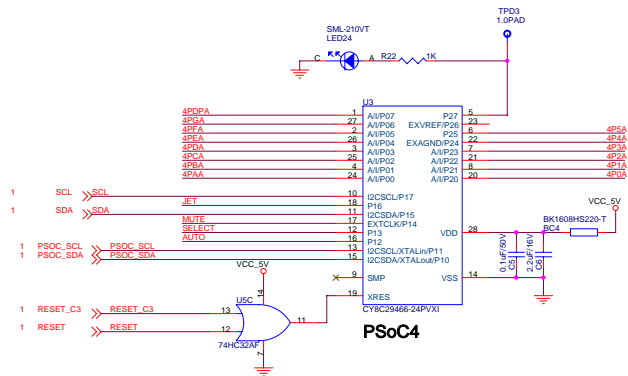 TPD3
1.0PAD
SML-210VT
LED24
C A R22 1K
U3
4PDPA 1 A/I/P07 P27 5
4PGA 27 A/I/P06 EXVREF/P26 23
4PFA 2 A/I/P05 P25 6 4P5A
4PEA 26 A/I/P04 EXAGND/P24 22 4P4A
4PDA 3 A/I/P03 A/I/P23 7 4P3A
4PCA 25 A/I/P02 A/I/P22 21 4P2A
4PBA 4 A/I/P01 A/I/P21 8 4P1A
4PAA 24 A/I/P00 A/I/P20 20 4P0A
1 SCL SCL 10 I2CSCL/P17
JET 18 P16
1 SDA SDA 11 I2CSDA/P15
MUTE 17 EXTCLK/P14
SELECT 12 P13
AUTO 16 P12
1 PSOC_SCL PSOC_SCL 13 I2CSCL/XTALin/P11
1 PSOC_SDA PSOC_SDA 15 I2CSDA/XTALout/P10
VCC_5V
BK1608HS220-T
BC4
VDD 28
0.1uF/50V C5
2.2uF/16V C6
9 SMP VSS 14
19 XRES
CY8C29466-24PVXI
PSoC4
VCC_5V
U5C
14
1 RESET_C3 RESET_C3 13
11
1 RESET RESET 12
74HC32AF
7